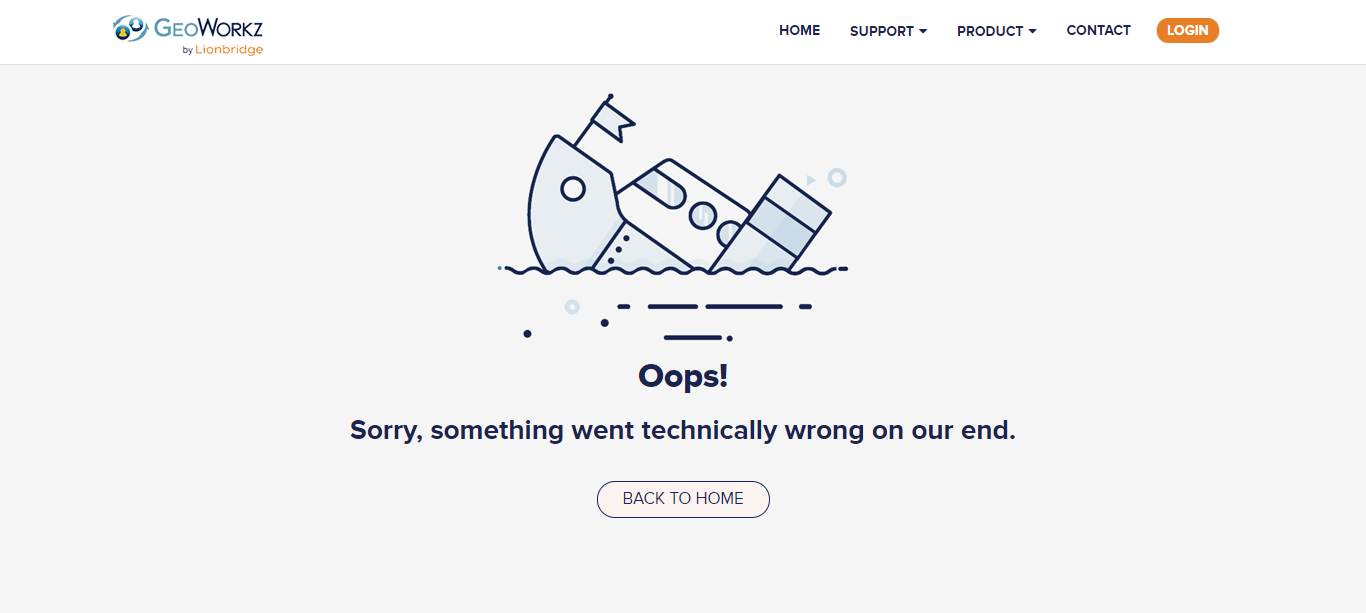 GeoWorkz
by Lionbridge
HOME
SUPPORT
PRODUCT
CONTACT
LOGIN
Oops!
Sorry, something went technically wrong on our end.
BACK TO HOME